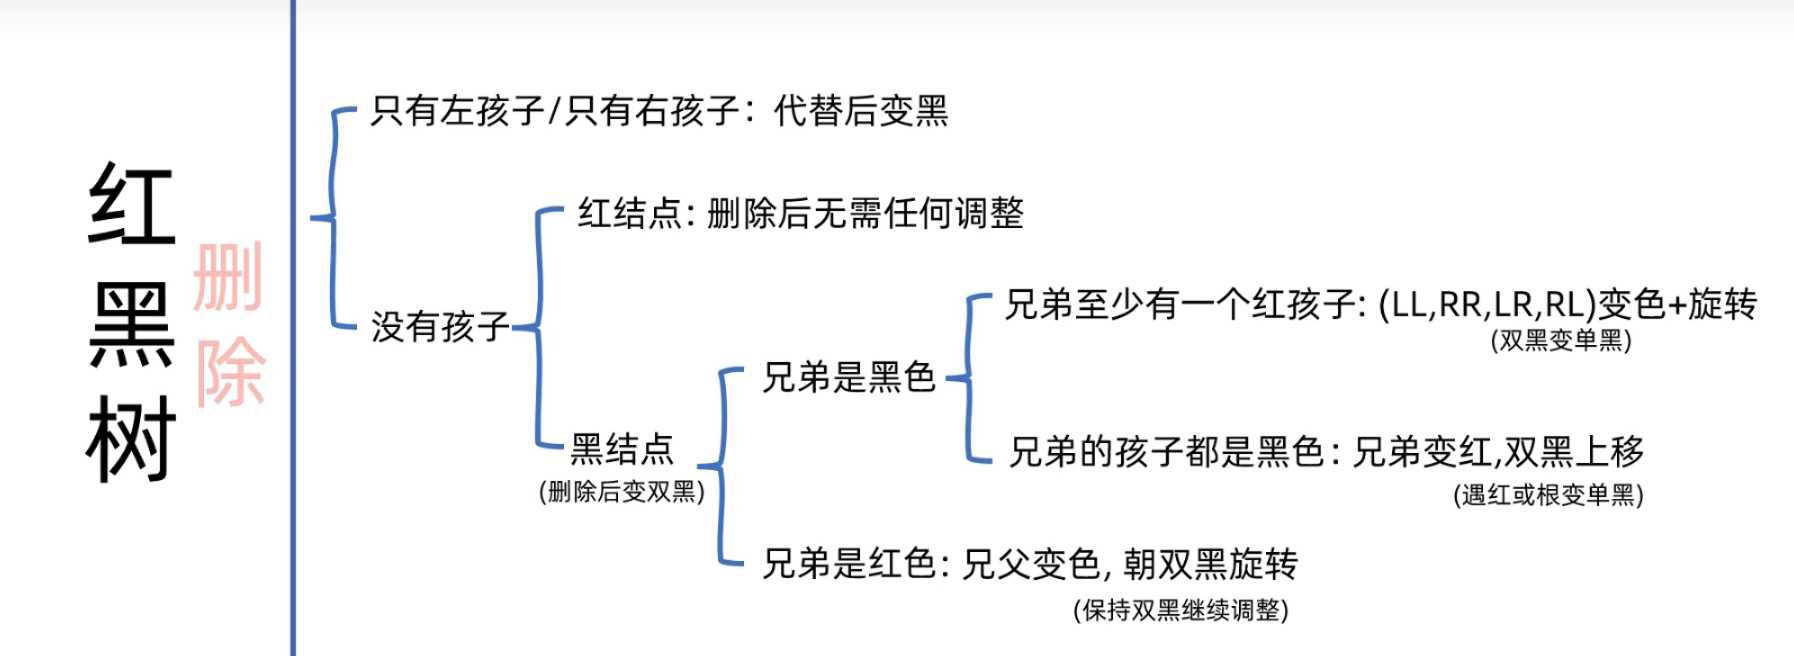 红黑树
删除
只有左孩子/只有右孩子：代替后变黑
没有孩子
红结点：删除后无需任何调整
黑结点
(删除后变双黑)
兄弟是黑色
兄弟至少有一个红孩子：(LL,RR,LR,RL)变色+旋转
(双黑变单黑)
兄弟的孩子都是黑色：兄弟变红,双黑上移
(遇红或根变单黑)
兄弟是红色：兄父变色, 朝双黑旋转
(保持双黑继续调整)